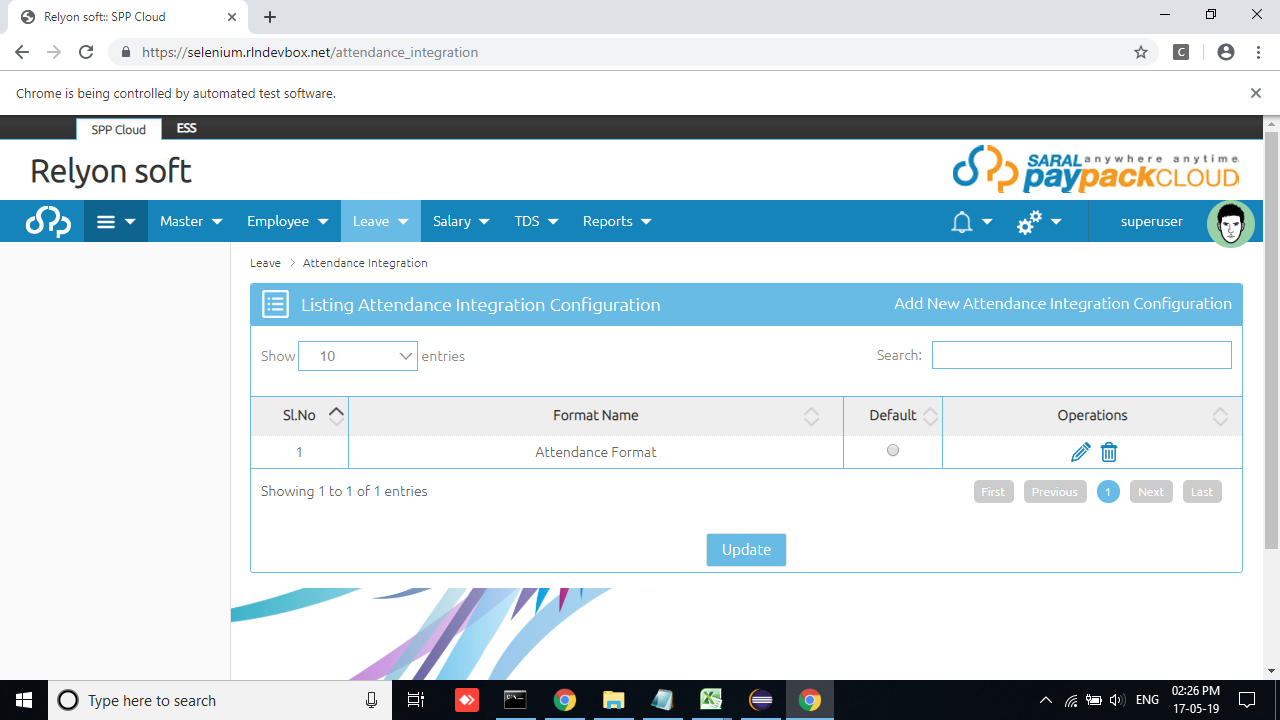 Relyon soft:: SPP Cloud
https://selenium.rlndevbox.net/attendance_integration
C
Chrome is being controlled by automated test software.
SPP Cloud ESS
Relyon soft
SARAL anywhere anytime
paypackCLOUD
Master Employee Leave Salary TDS Reports superuser
Leave > Attendance Integration
Listing Attendance Integration Configuration Add New Attendance Integration Configuration
Show 10 entries Search:
Sl.No Format Name Default Operations
1 Attendance Format
Showing 1 to 1 of 1 entries First Previous 1 Next Last
Update
Type here to search ENG 02:26 PM
17-05-19